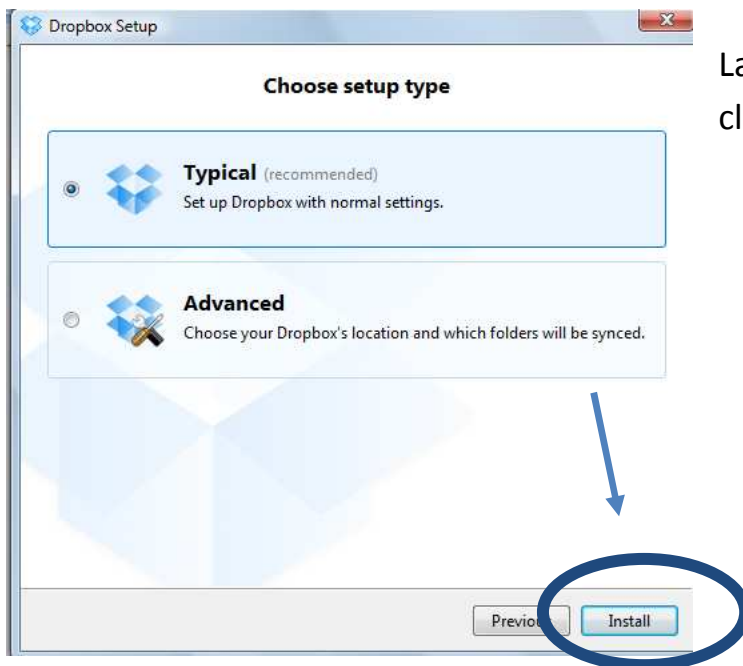 Dropbox Setup
Choose setup type
Typical (recommended)
Set up Dropbox with normal settings.
Advanced
Choose your Dropbox's location and which folders will be synced.
Install